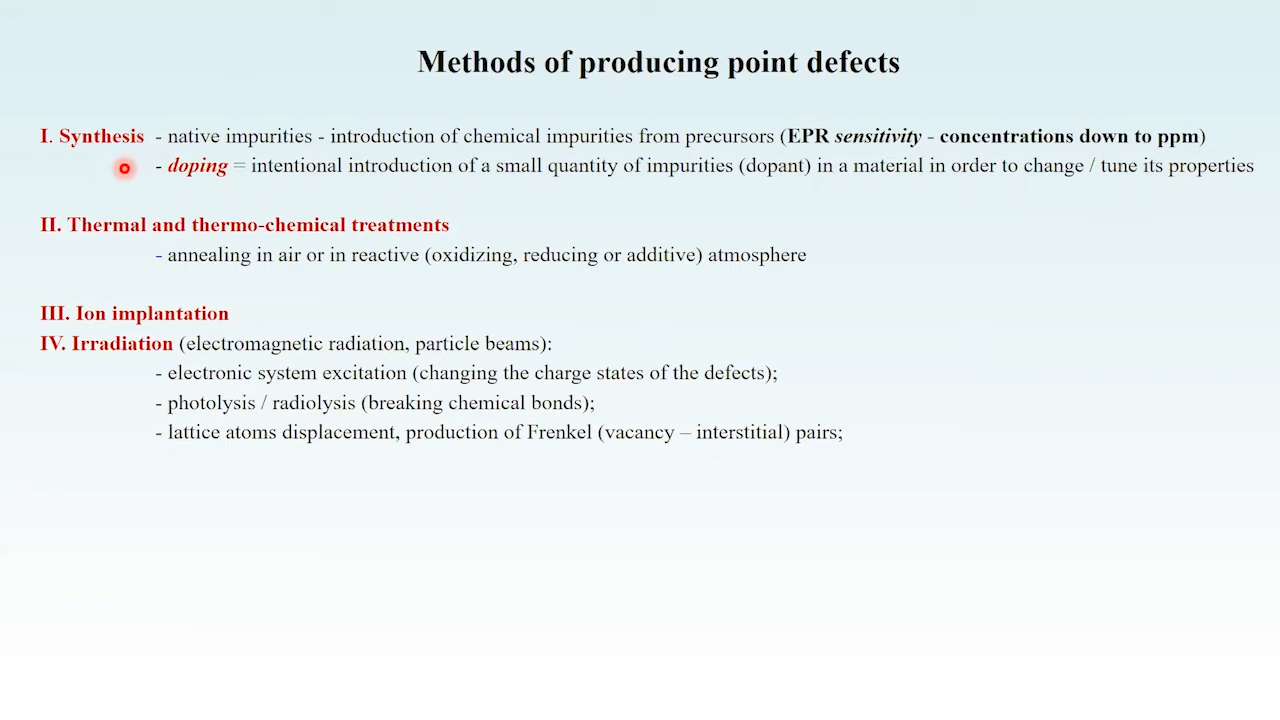 Methods of producing point defects
I. Synthesis - native impurities - introduction of chemical impurities from precursors (EPR sensitivity - concentrations down to ppm)
- doping = intentional introduction of a small quantity of impurities (dopant) in a material in order to change / tune its properties
II. Thermal and thermo-chemical treatments
- annealing in air or in reactive (oxidizing, reducing or additive) atmosphere
III. Ion implantation
IV. Irradiation (electromagnetic radiation, particle beams):
- electronic system excitation (changing the charge states of the defects);
- photolysis / radiolysis (breaking chemical bonds);
- lattice atoms displacement, production of Frenkel (vacancy – interstitial) pairs;